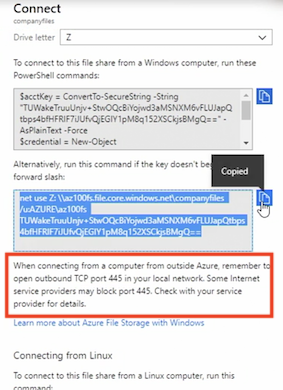 Connect
companyfiles
Drive letter Z
To connect to this file share from a Windows computer, run these
PowerShell commands:
$acctKey = ConvertTo-SecureString -String
"TUWakeTruuUnjv+StwOQcBiYojwd3aMSNXM6vFLUJapQ
tbps4bfHFRIF7iJUfvQjEGIY1pM8q152XSCkjsBMgQ==" -
AsPlainText -Force
$credential = New-Object
Alternatively, run this command if the key doesn't be
forward slash:
Copied
net use Z: \\az100fs.file.core.windows.net\companyfiles
/u:AZURE\az100fs
TUWakeTruuUnjv+StwOQcBiYojwd3aMSNXM6vFLUJapQtbps
4bfHFRIF7iJUfvQjEGIY1pM8q152XSCkjsBMgQ==
When connecting from a computer from outside Azure, remember to
open outbound TCP port 445 in your local network. Some Internet
service providers may block port 445. Check with your service
provider for details.
Learn more about Azure File Storage with Windows
Connecting from Linux
To connect to this file share from a Linux computer, run this
command: